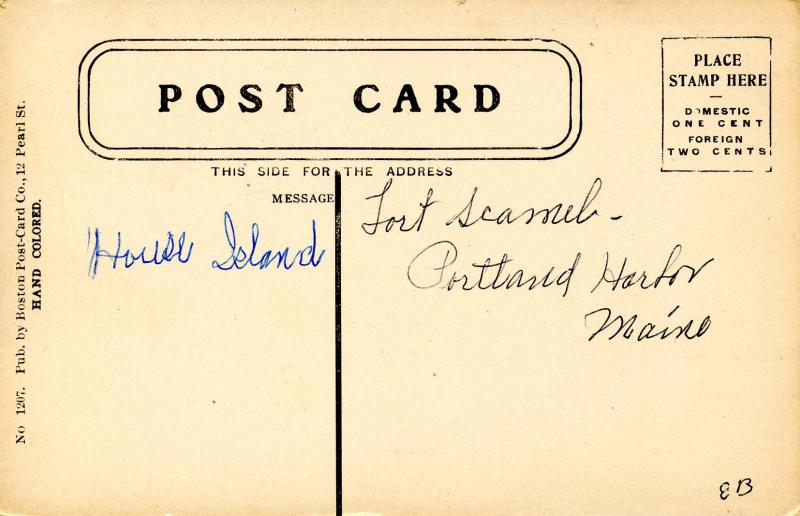 POST CARD
PLACE
STAMP HERE
DOMESTIC
ONE CENT
FOREIGN
TWO CENTS
THIS SIDE FOR THE ADDRESS
MESSAGE
House Island
Fort Scamel -
Portland Harbor
Maine
No 1207. Pub. by Boston Post-Card Co., 12 Pearl St.
HAND COLORED.
EB